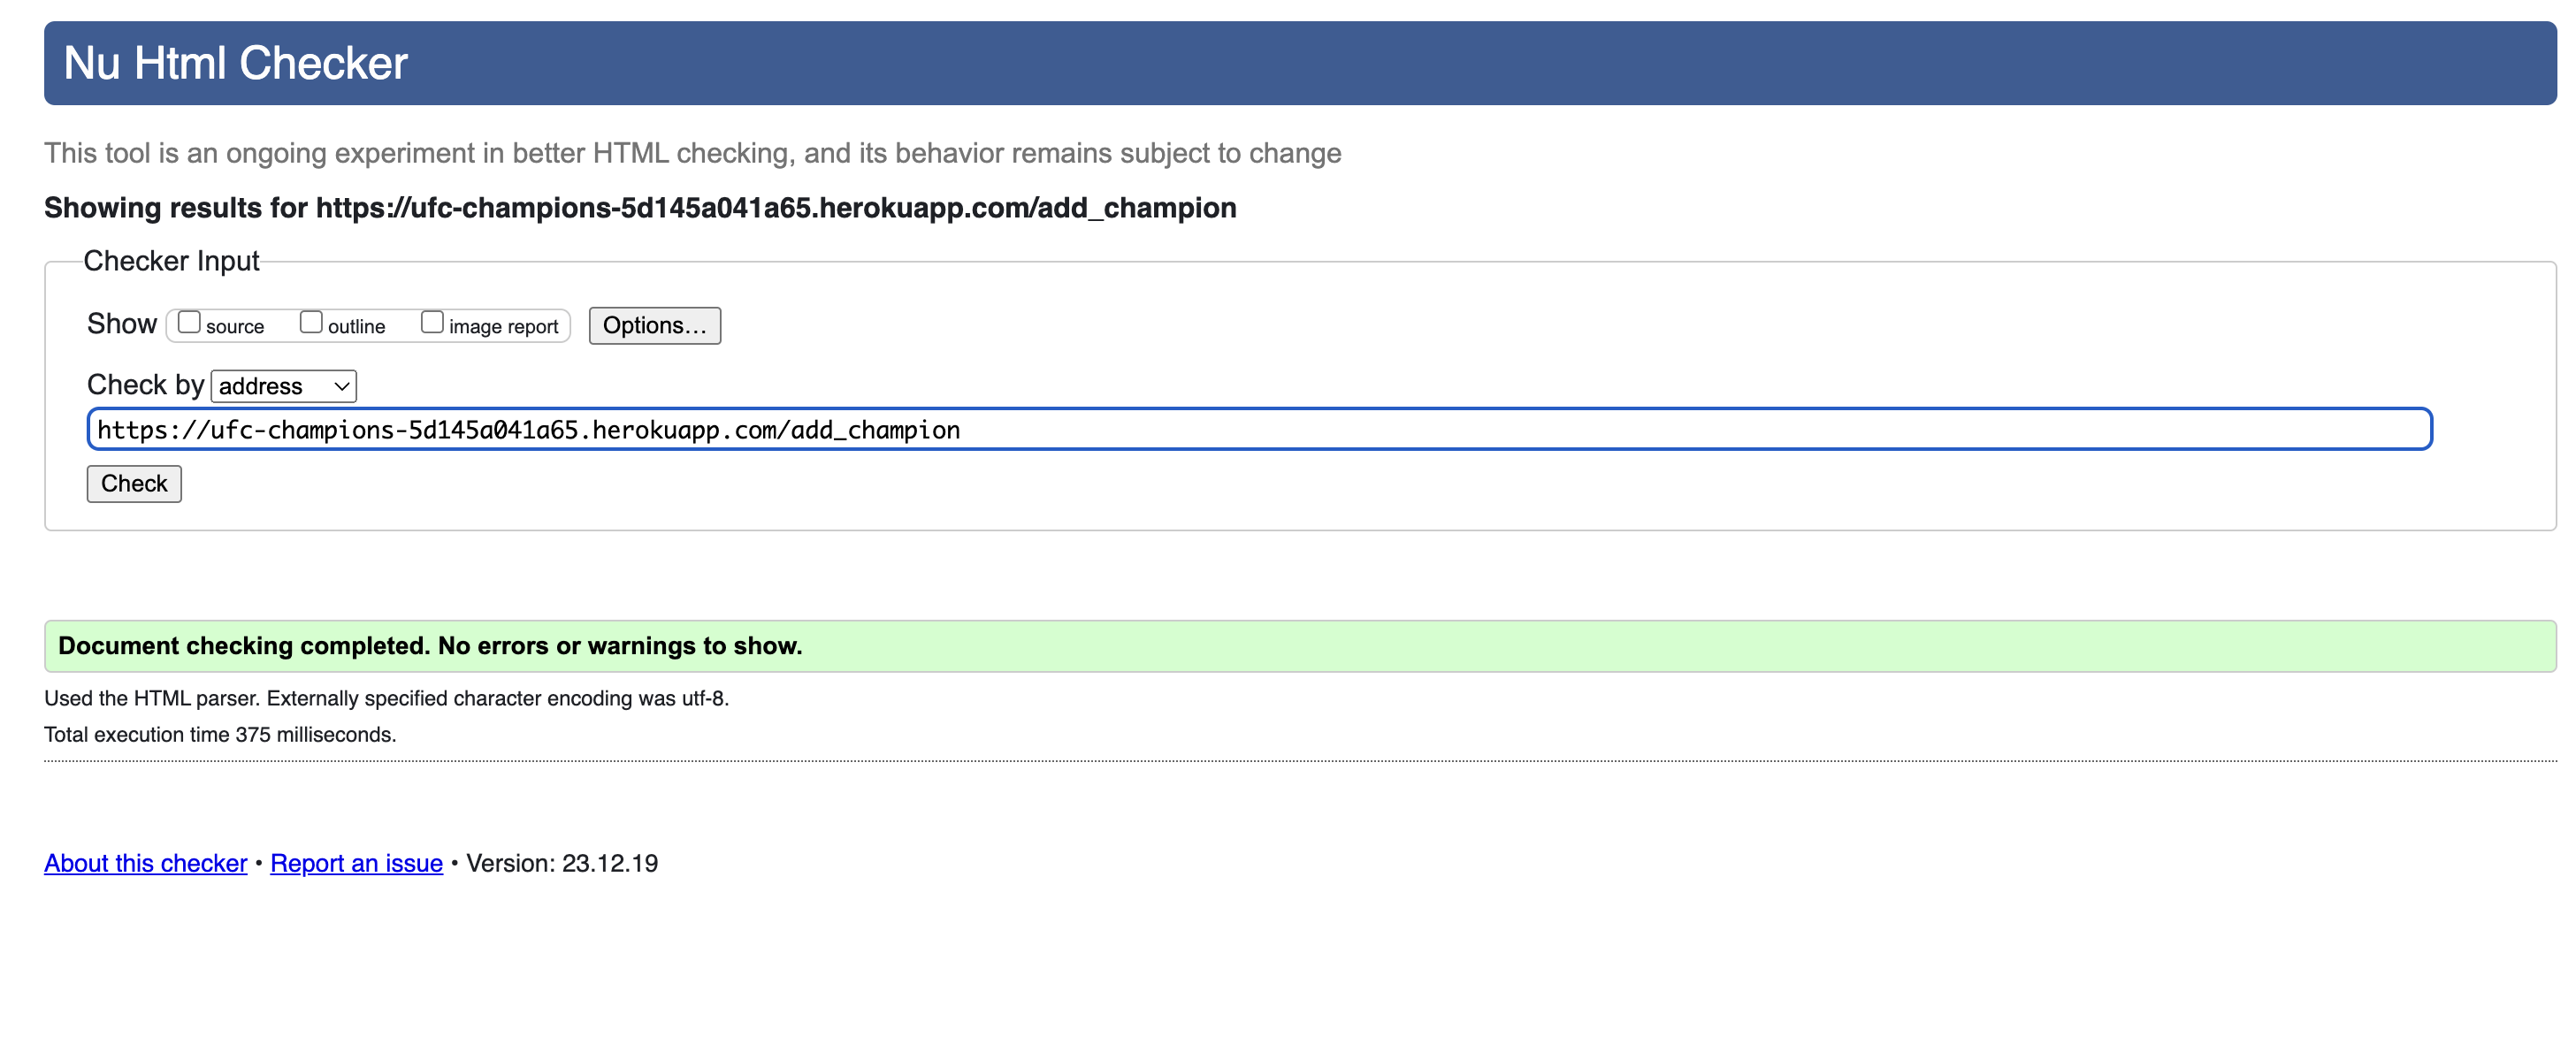 Nu Html Checker
This tool is an ongoing experiment in better HTML checking, and its behavior remains subject to change
Showing results for https://ufc-champions-5d145a041a65.herokuapp.com/add_champion
Checker Input
Show source outline image report Options…
Check by address
https://ufc-champions-5d145a041a65.herokuapp.com/add_champion
Check
Document checking completed. No errors or warnings to show.
Used the HTML parser. Externally specified character encoding was utf-8.
Total execution time 375 milliseconds.
About this checker • Report an issue • Version: 23.12.19